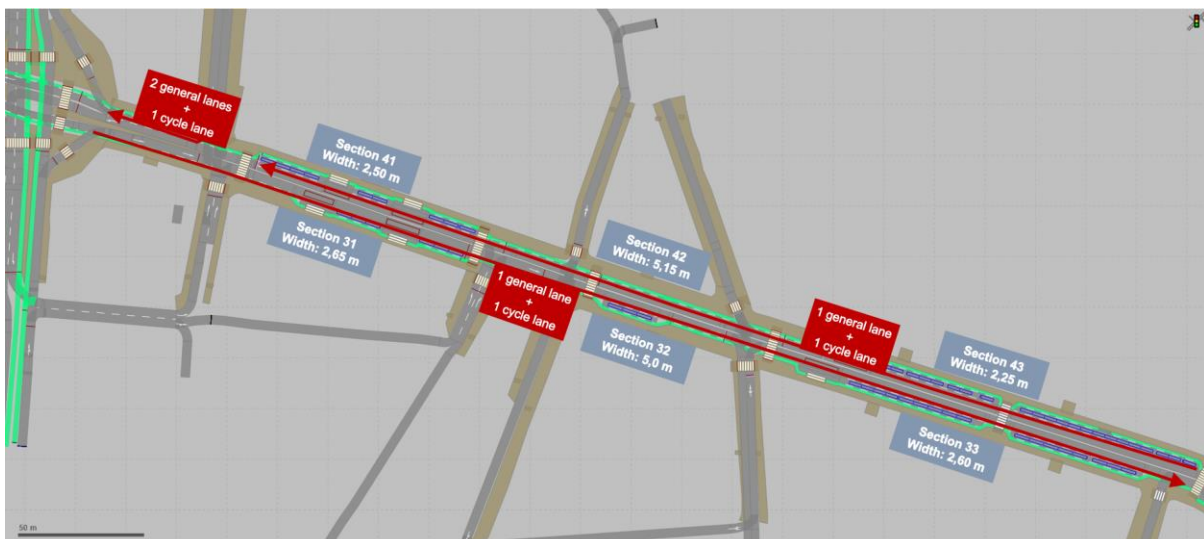 2 general lanes
+
1 cycle lane
Section 41
Width: 2,50 m
Section 31
Width: 2,65 m
Section 42
Width: 5,15 m
1 general lane
+
1 cycle lane
Section 32
Width: 5,0 m
1 general lane
+
1 cycle lane
Section 43
Width: 2,25 m
Section 33
Width: 2,60 m
50 m